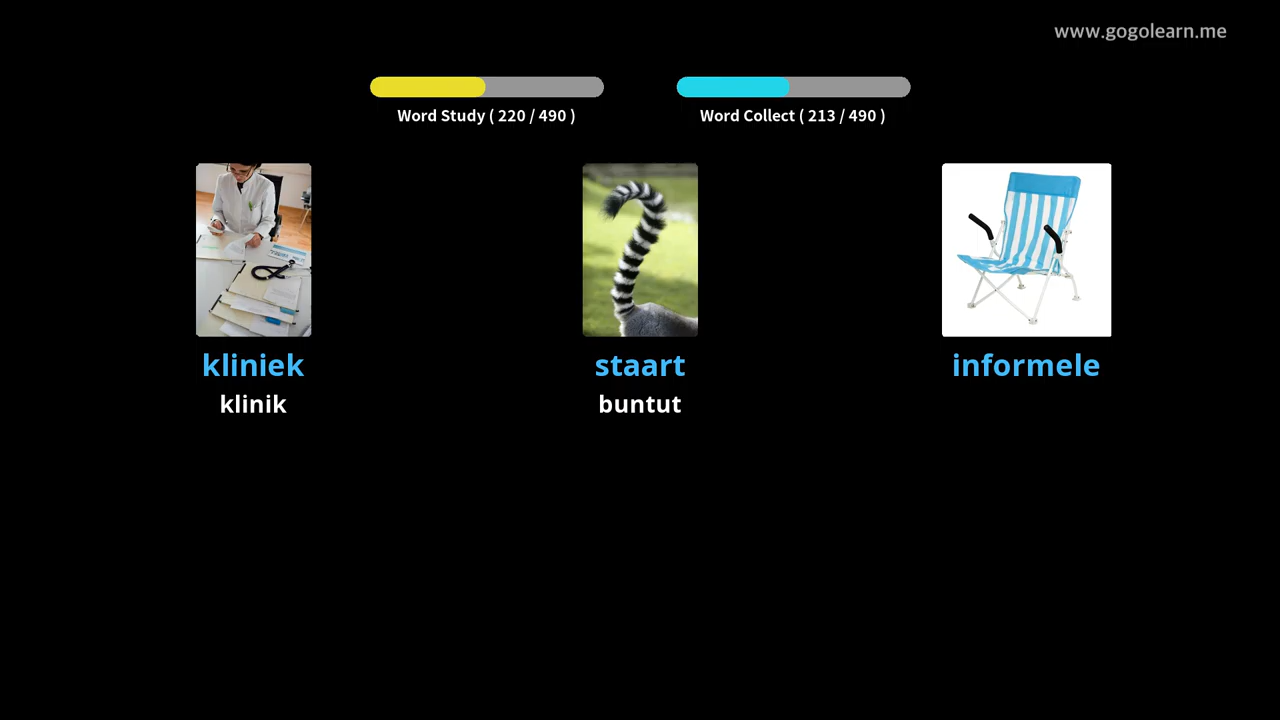 www.gogolearn.me
Word Study ( 220 / 490 )
Word Collect ( 213 / 490 )
kliniek
klinik
staart
buntut
informele